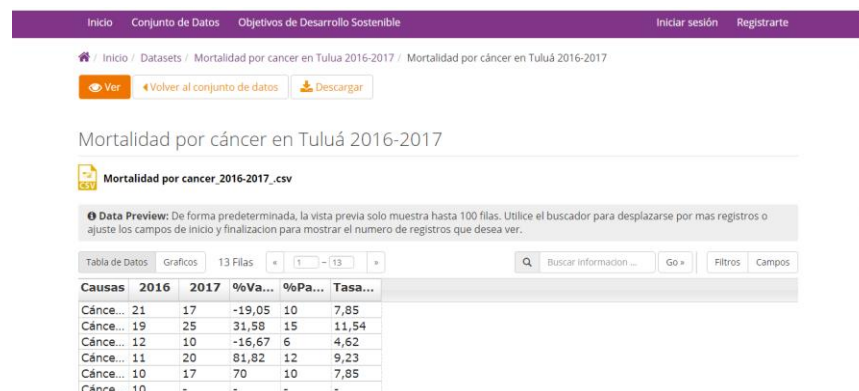 Inicio Conjunto de Datos Objetivos de Desarrollo Sostenible Iniciar sesión Registrarte
/ Inicio / Datasets / Mortalidad por cancer en Tulua 2016-2017 / Mortalidad por cáncer en Tuluá 2016-2017
Ver Volver al conjunto de datos Descargar
Mortalidad por cáncer en Tuluá 2016-2017
CSV Mortalidad por cancer_2016-2017_.csv
Data Preview: De forma predeterminada, la vista previa solo muestra hasta 100 filas. Utilice el buscador para desplazarse por mas registros o
ajuste los campos de inicio y finalizacion para mostrar el numero de registros que desea ver.
Tabla de Datos Graficos 13 Filas « 1 – 13 » Buscar Informacion ... Go » Filtros Campos
Causas 2016 2017 %Va... %Pa... Tasa...
Cánce... 21 17 -19,05 10 7,85
Cánce... 19 25 31,58 15 11,54
Cánce... 12 10 -16,67 6 4,62
Cánce... 11 20 81,82 12 9,23
Cánce... 10 17 70 10 7,85
Cánce... 10 - - - -